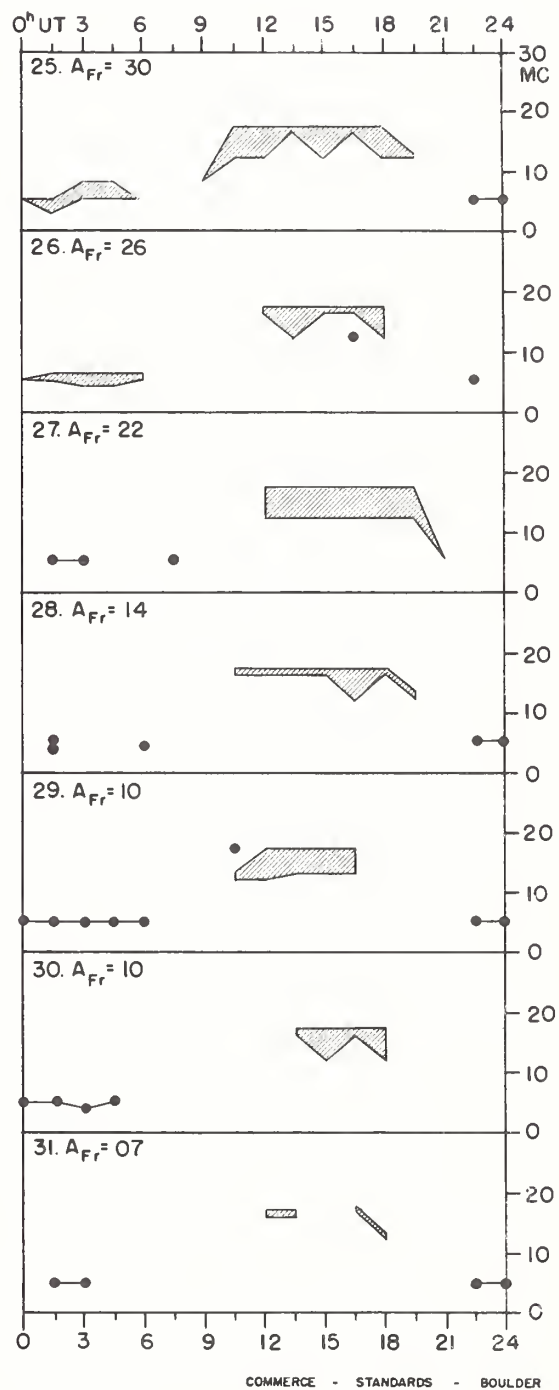 0ʰ UT 3 6 9 12 15 18 21 24
30
MC
25. A_Fr = 30
20
10
0
26. A_Fr = 26
20
10
0
27. A_Fr = 22
20
10
0
28. A_Fr = 14
20
10
0
29. A_Fr = 10
20
10
0
30. A_Fr = 10
20
10
0
31. A_Fr = 07
20
10
0
0 3 6 9 12 15 18 21 24
COMMERCE - STANDARDS - BOULDER